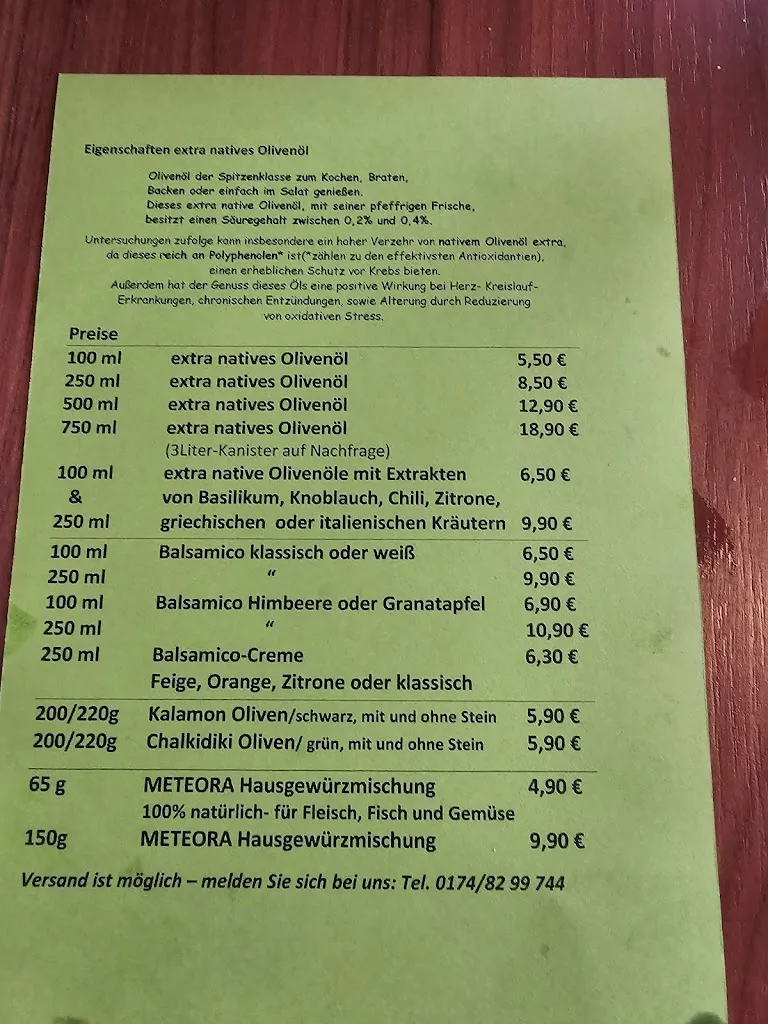 Eigenschaften extra natives Olivenöl
Olivenöl der Spitzenklasse zum Kochen, Braten,
Backen oder einfach im Salat genießen.
Dieses extra native Olivenöl, mit seiner pfeffrigen Frische,
besitzt einen Säuregehalt zwischen 0,2% und 0,4%.
Untersuchungen zufolge kann insbesondere ein hoher Verzehr von nativem Olivenöl extra,
da dieses reich an Polyphenolen* ist(*zählen zu den effektivsten Antioxidantien),
einen erheblichen Schutz vor Krebs bieten.
Außerdem hat der Genuss dieses Öls eine positive Wirkung bei Herz- Kreislauf-
Erkrankungen, chronischen Entzündungen, sowie Alterung durch Reduzierung
von oxidativen Stress.
Preise
100 ml extra natives Olivenöl 5,50 €
250 ml extra natives Olivenöl 8,50 €
500 ml extra natives Olivenöl 12,90 €
750 ml extra natives Olivenöl 18,90 €
(3Liter-Kanister auf Nachfrage)
100 ml extra native Olivenöle mit Extrakten 6,50 €
& von Basilikum, Knoblauch, Chili, Zitrone,
250 ml griechischen oder italienischen Kräutern 9,90 €
100 ml Balsamico klassisch oder weiß 6,50 €
250 ml " 9,90 €
100 ml Balsamico Himbeere oder Granatapfel 6,90 €
250 ml " 10,90 €
250 ml Balsamico-Creme 6,30 €
Feige, Orange, Zitrone oder klassisch
200/220g Kalamon Oliven/schwarz, mit und ohne Stein 5,90 €
200/220g Chalkidiki Oliven/ grün, mit und ohne Stein 5,90 €
65 g METEORA Hausgewürzmischung 4,90 €
100% natürlich- für Fleisch, Fisch und Gemüse
150g METEORA Hausgewürzmischung 9,90 €
Versand ist möglich – melden Sie sich bei uns: Tel. 0174/82 99 744